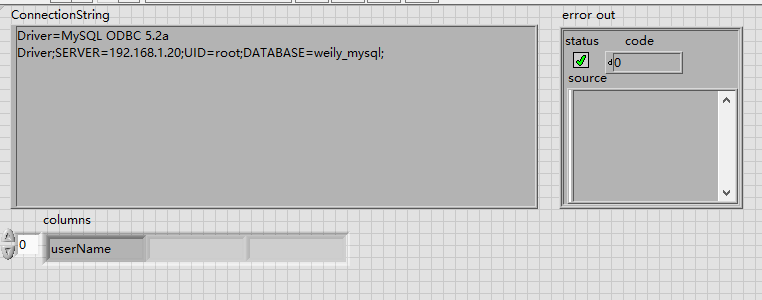 ConnectionString
Driver=MySQL ODBC 5.2a
Driver;SERVER=192.168.1.20;UID=root;DATABASE=weily_mysql;
error out
status code
d0
source
columns
0
userName